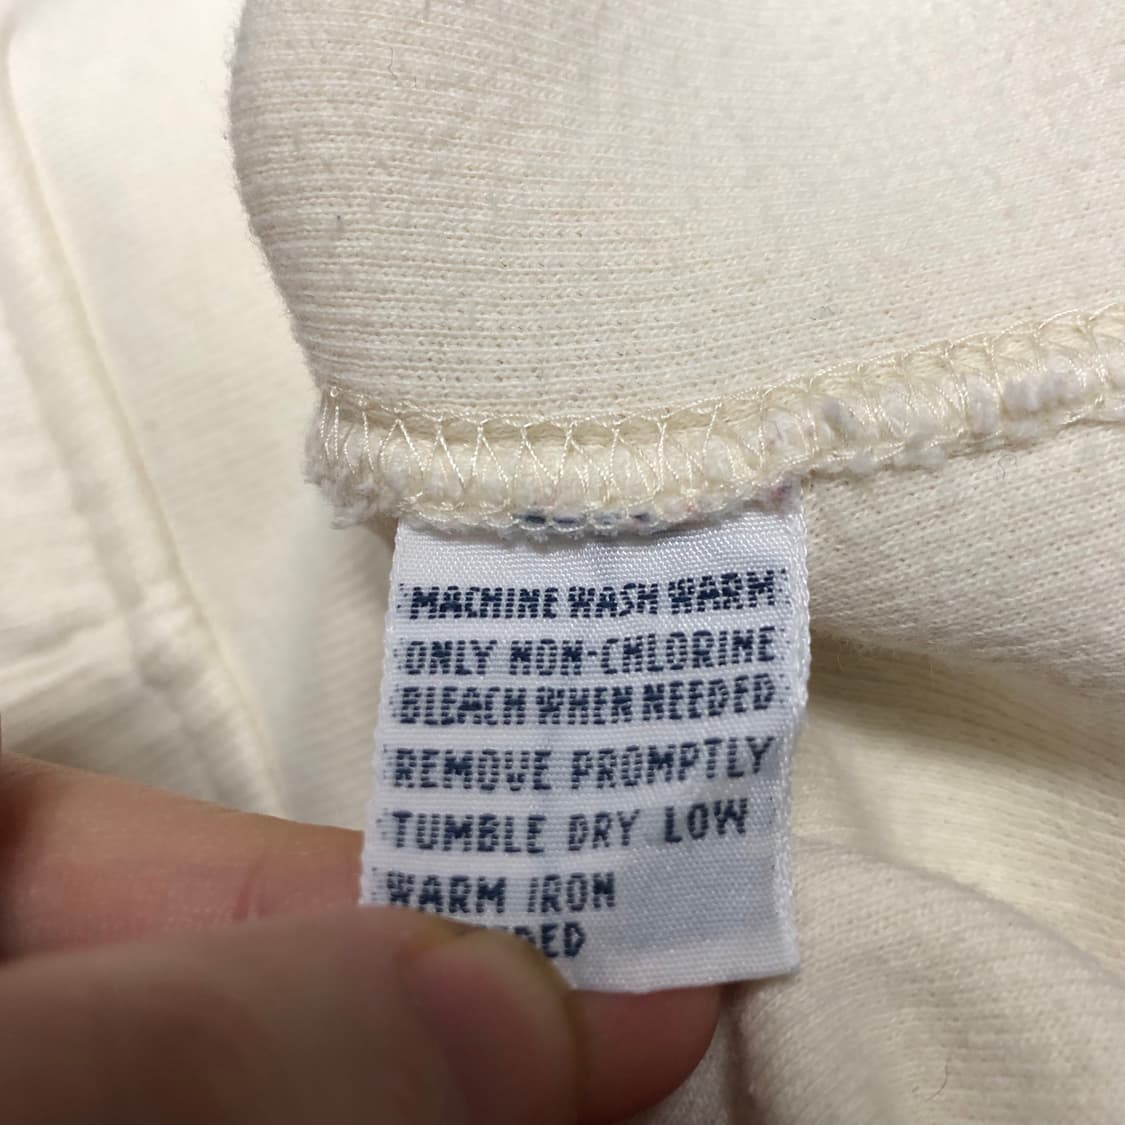 MACHINE WASH WARM
ONLY NON-CHLORINE
BLEACH WHEN NEEDED
REMOVE PROMPTLY
TUMBLE DRY LOW
WARM IRON